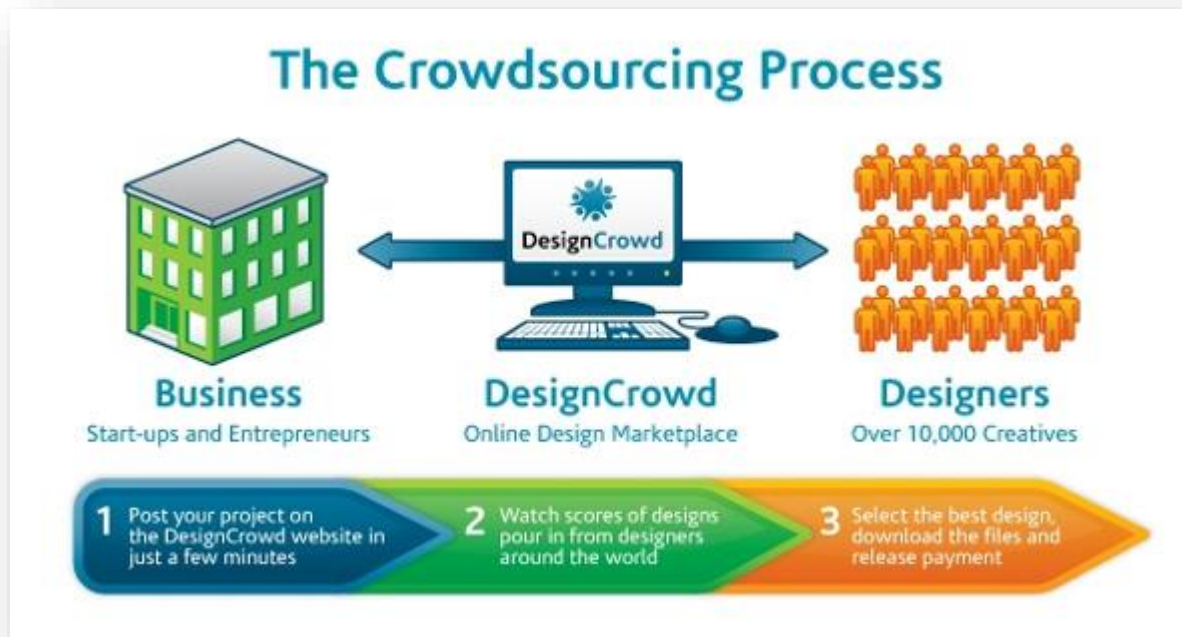 The Crowdsourcing Process
DesignCrowd
Business
Start-ups and Entrepreneurs
DesignCrowd
Online Design Marketplace
Designers
Over 10,000 Creatives
1 Post your project on
the DesignCrowd website in
just a few minutes
2 Watch scores of designs
pour in from designers
around the world
3 Select the best design,
download the files and
release payment